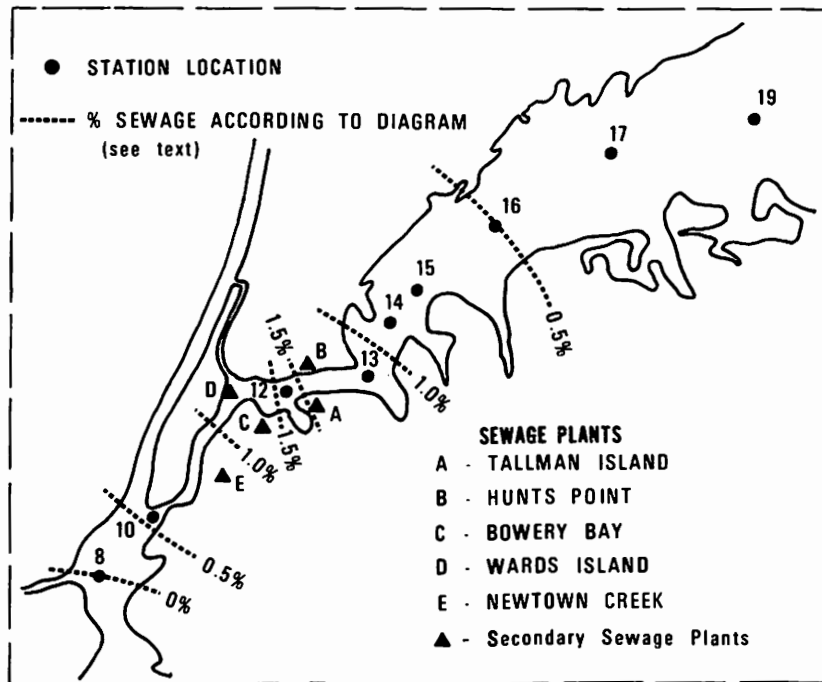 STATION LOCATION
% SEWAGE ACCORDING TO DIAGRAM
(see text)
19
17
16
15
14
13
0.5%
1.5%
B
12
D
A
1.0%
C
1.5%
1.0%
E
10
0.5%
8
0%
SEWAGE PLANTS
A - TALLMAN ISLAND
B - HUNTS POINT
C - BOWERY BAY
D - WARDS ISLAND
E - NEWTOWN CREEK
- Secondary Sewage Plants